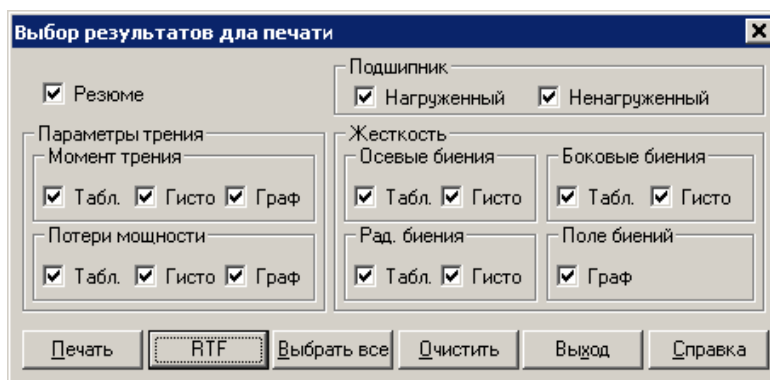 Выбор результатов дла печати
Подшипник
Резюме
Нагруженный Ненагруженный
Параметры трения Жесткость
Момент трения Осевые биения Боковые биения
Табл. Гисто Граф Табл. Гисто Табл. Гисто
Потери мощности Рад. биения Поле биений
Табл. Гисто Граф Табл. Гисто Граф
Печать RTF Выбрать все Очистить Выход Справка